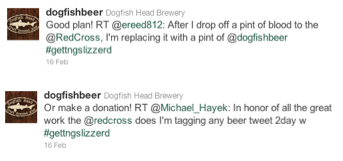 dogfishbeer Dogfish Head Brewery
Good plan! RT @ereed812: After I drop off a pint of blood to the
@RedCross, I'm replacing it with a pint of @dogfishbeer
#gettngslizzerd
16 Feb
dogfishbeer Dogfish Head Brewery
Or make a donation! RT @Michael_Hayek: In honor of all the great
work the @redcross does I'm tagging any beer tweet 2day w
#gettngslizzerd
16 Feb